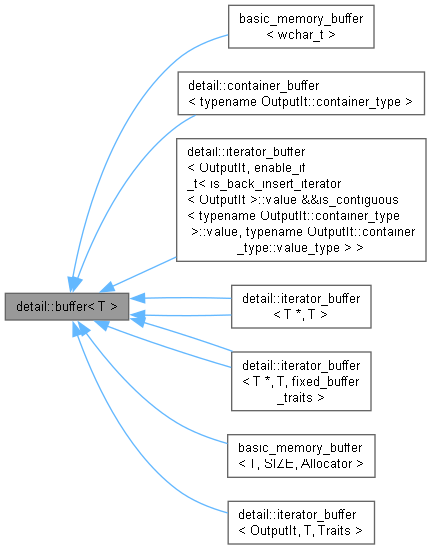 basic_memory_buffer
< wchar_t >
detail::container_buffer
< typename OutputIt::container_type >
detail::iterator_buffer
< OutputIt, enable_if
_t< is_back_insert_iterator
< OutputIt >::value &&is_contiguous
< typename OutputIt::container_type
>::value, typename OutputIt::container
_type::value_type > >
detail::buffer< T >
detail::iterator_buffer
< T *, T >
detail::iterator_buffer
< T *, T, fixed_buffer
_traits >
basic_memory_buffer
< T, SIZE, Allocator >
detail::iterator_buffer
< OutputIt, T, Traits >